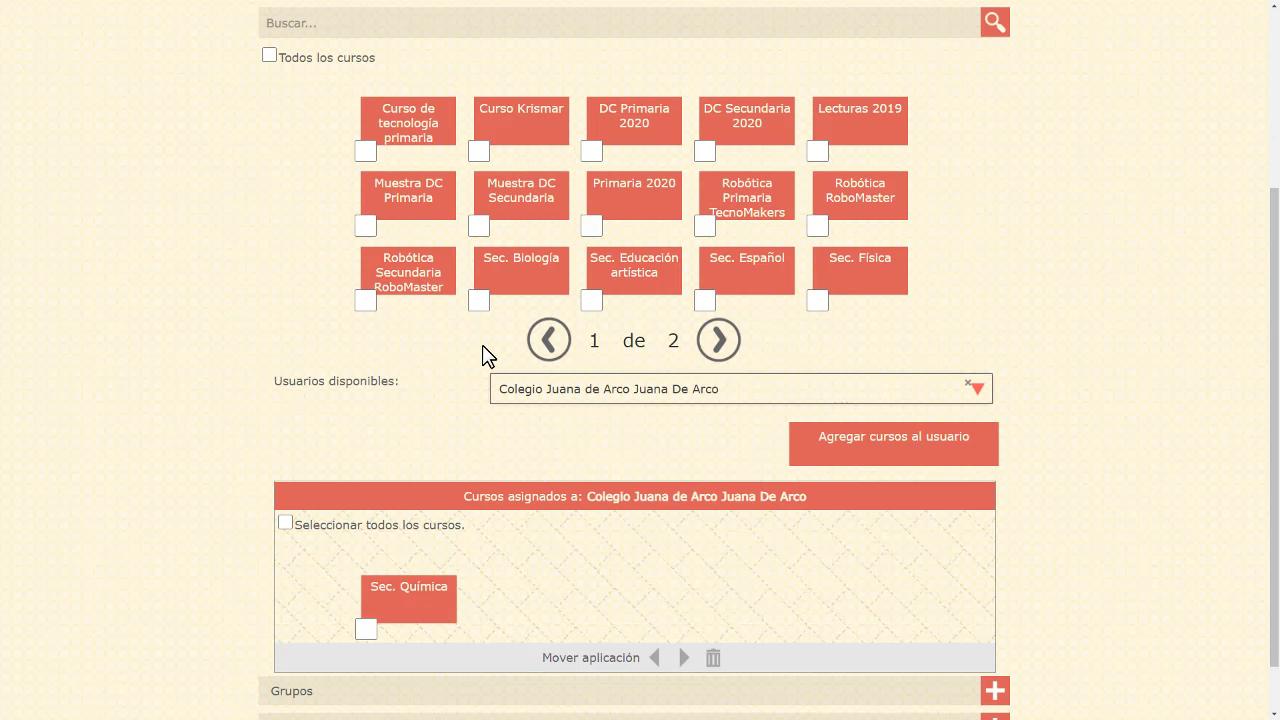 Buscar...
Todos los cursos
Curso de
tecnología
primaria
Curso Krismar
DC Primaria
2020
DC Secundaria
2020
Lecturas 2019
Muestra DC
Primaria
Muestra DC
Secundaria
Primaria 2020
Robótica
Primaria
TecnoMakers
Robótica
RoboMaster
Robótica
Secundaria
RoboMaster
Sec. Biología
Sec. Educación
artística
Sec. Español
Sec. Física
1 de 2
Usuarios disponibles:
Colegio Juana de Arco Juana De Arco
Agregar cursos al usuario
Cursos asignados a: Colegio Juana de Arco Juana De Arco
Seleccionar todos los cursos.
Sec. Química
Mover aplicación
Grupos